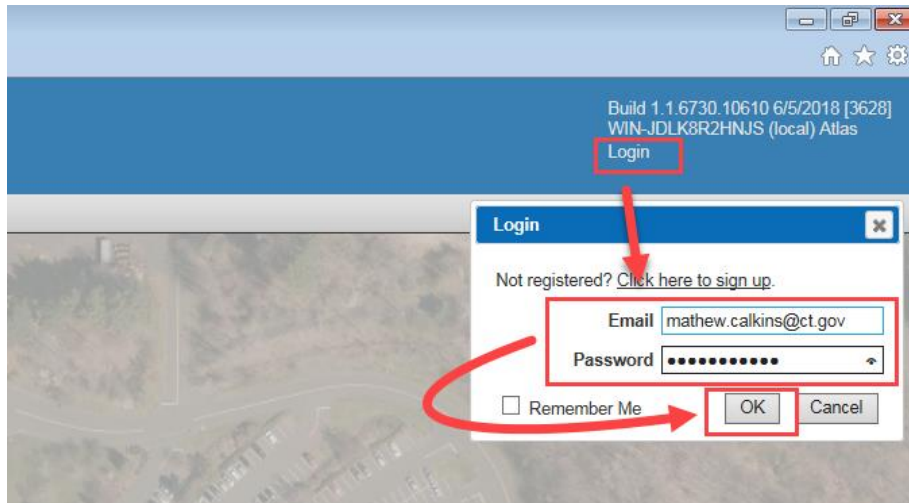 Build 1.1.6730.10610 6/5/2018 [3628]
WIN-JDLK8R2HNJS (local) Atlas
Login
Login
Not registered? Click here to sign up.
Email mathew.calkins@ct.gov
Password ●●●●●●●●●●●
Remember Me OK Cancel